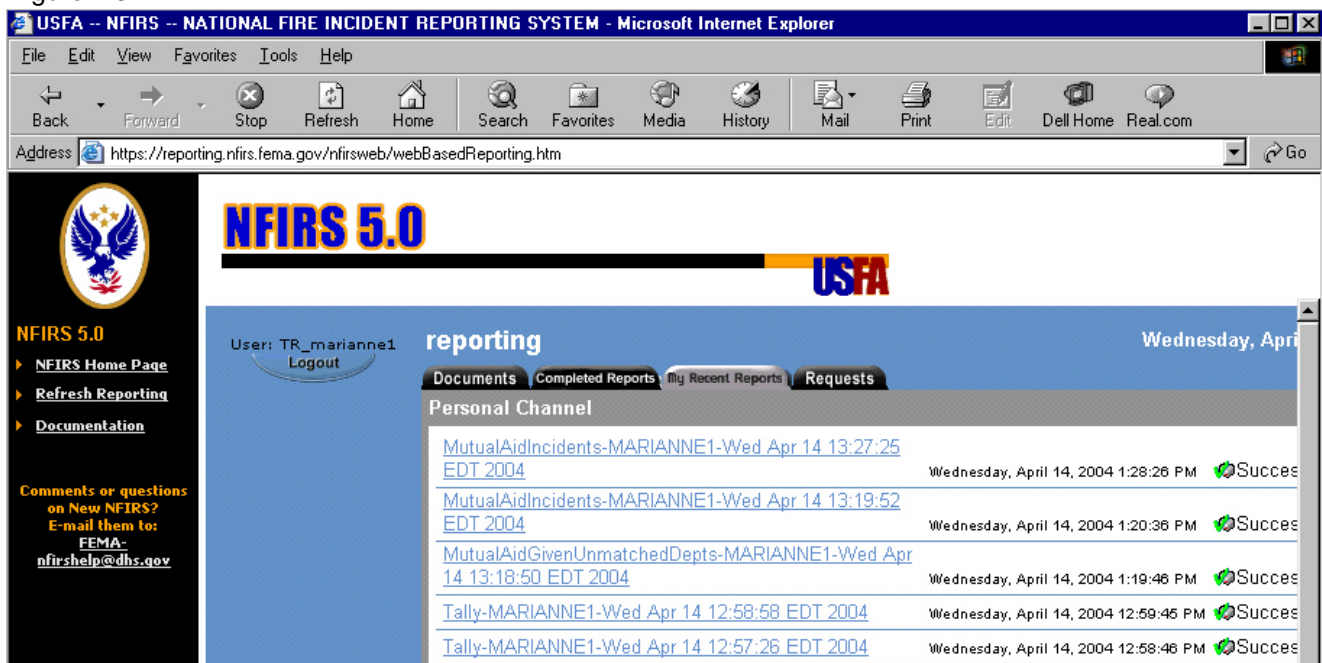 USFA -- NFIRS -- NATIONAL FIRE INCIDENT REPORTING SYSTEM - Microsoft Internet Explorer
File Edit View Favorites Tools Help
Back Forward Stop Refresh Home Search Favorites Media History Mail Print Edit Dell Home Real.com
Address https://reporting.nfirs.fema.gov/nfirsweb/webBasedReporting.htm Go
NFIRS 5.0
USFA
NFIRS 5.0
NFIRS Home Page
Refresh Reporting
Documentation
Comments or questions
on New NFIRS?
E-mail them to:
FEMA-
nfirshelp@dhs.gov
User: TR_marianne1
Logout
reporting Wednesday, Apri
Documents Completed Reports My Recent Reports Requests
Personal Channel
MutualAidIncidents-MARIANNE1-Wed Apr 14 13:27:25
EDT 2004 Wednesday, April 14, 2004 1:28:26 PM Succes
MutualAidIncidents-MARIANNE1-Wed Apr 14 13:19:52
EDT 2004 Wednesday, April 14, 2004 1:20:36 PM Succes
MutualAidGivenUnmatchedDepts-MARIANNE1-Wed Apr
14 13:18:50 EDT 2004 Wednesday, April 14, 2004 1:19:46 PM Succes
Tally-MARIANNE1-Wed Apr 14 12:58:58 EDT 2004 Wednesday, April 14, 2004 12:59:45 PM Succes
Tally-MARIANNE1-Wed Apr 14 12:57:26 EDT 2004 Wednesday, April 14, 2004 12:58:46 PM Succes